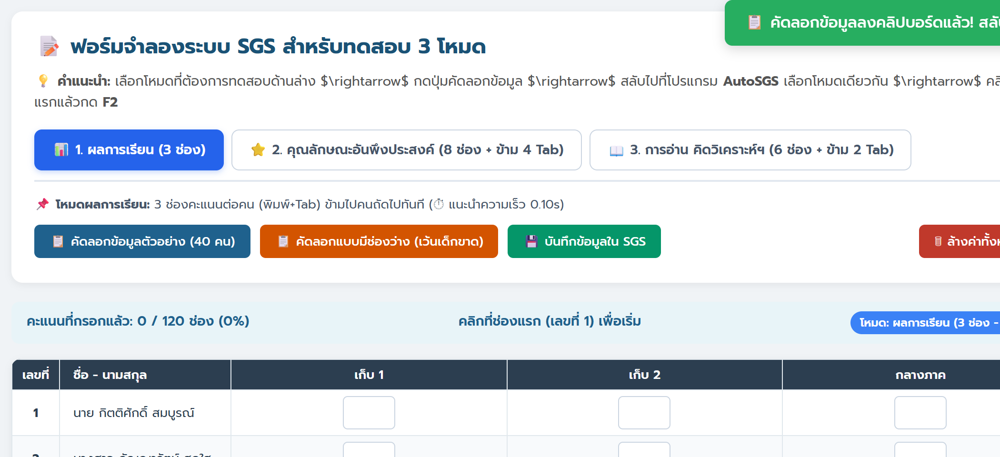 คัดลอกข้อมูลลงคลิปบอร์ดแล้ว!
ฟอร์มจำลองระบบ SGS สำหรับทดสอบ 3 โหมด
คำแนะนำ: เลือกโหมดที่ต้องการทดสอบด้านล่าง $\rightarrow$ กดปุ่มคัดลอกข้อมูล $\rightarrow$ สลับไปที่โปรแกรม AutoSGS เลือกโหมดเดียวกัน $\rightarrow$
แรกแล้วกด F2
1. ผลการเรียน (3 ช่อง)
2. คุณลักษณะอันพึงประสงค์ (8 ช่อง + ข้าม 4 Tab)
3. การอ่าน คิดวิเคราะห์ฯ (6 ช่อง + ข้าม 2 Tab)
โหมดผลการเรียน: 3 ช่องคะแนนต่อคน (พิมพ์+Tab) ข้ามไปคนถัดไปทันที (⏱ แนะนำความเร็ว 0.10s)
คัดลอกข้อมูลตัวอย่าง (40 คน)
คัดลอกแบบมีช่องว่าง (เว้นเด็กขาด)
บันทึกข้อมูลใน SGS
ล้างค่าทั้ง
คะแนนที่กรอกแล้ว: 0 / 120 ช่อง (0%)
คลิกที่ช่องแรก (เลขที่ 1) เพื่อเริ่ม
โหมด: ผลการเรียน (3 ช่อง -
เลขที่ ชื่อ - นามสกุล เก็บ 1 เก็บ 2 กลางภาค
1 นาย กิตติศักดิ์ สมบูรณ์